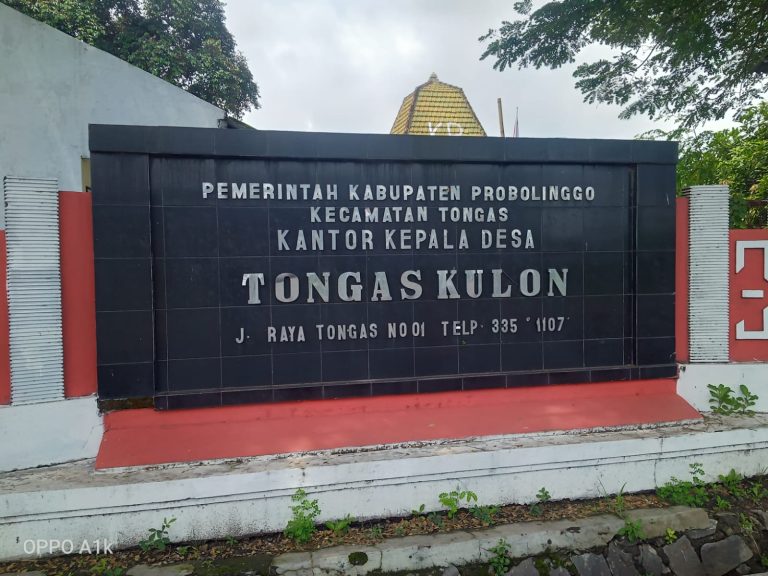 PEMERINTAH KABUPATEN PROBOLINGGO
KECAMATAN TONGAS
KANTOR KEPALA DESA
TONGAS KULON
J. RAYA TONGAS NO 01 TELP. 335 1107
OPPO A1k